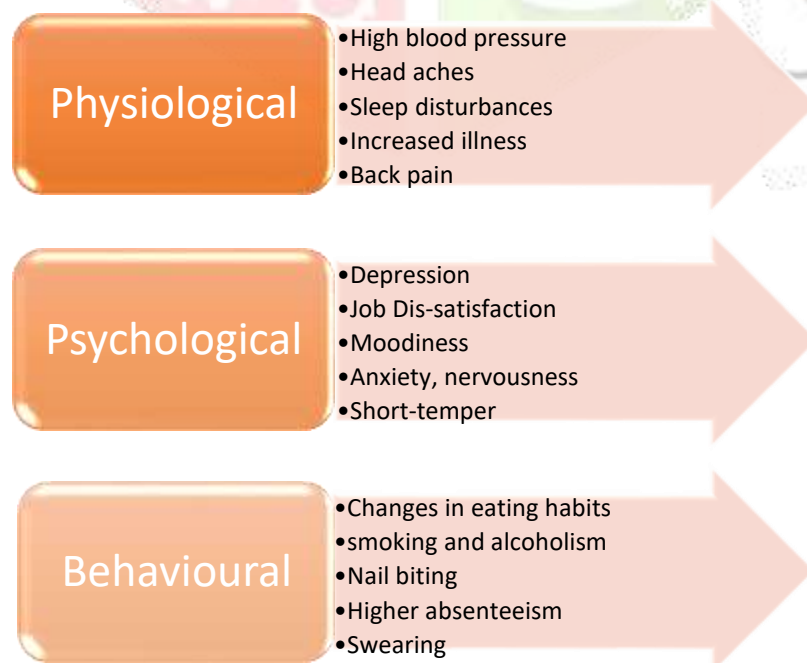 Physiological
•High blood pressure
•Head aches
•Sleep disturbances
•Increased illness
•Back pain
Psychological
•Depression
•Job Dis-satisfaction
•Moodiness
•Anxiety, nervousness
•Short-temper
Behavioural
•Changes in eating habits
•smoking and alcoholism
•Nail biting
•Higher absenteeism
•Swearing